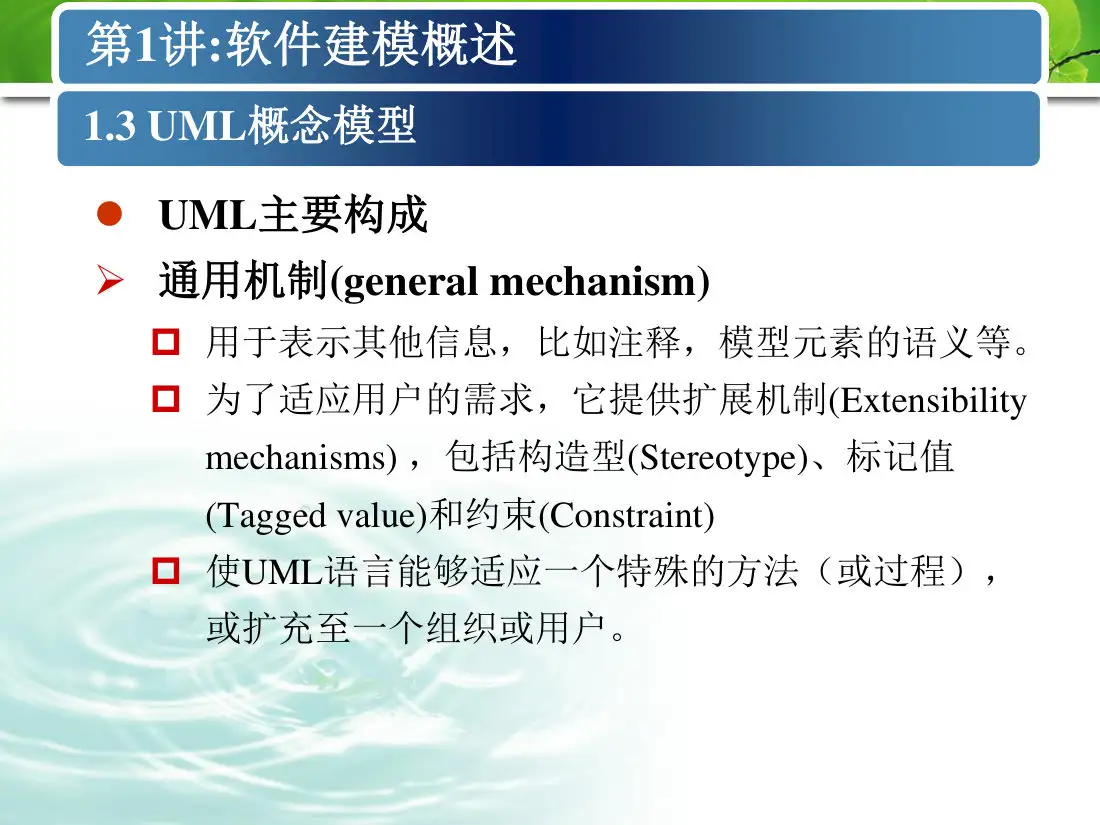 第1讲:软件建模概述
1.3 UML概念模型
UML主要构成
通用机制(general mechanism)
用于表示其他信息，比如注释，模型元素的语义等。
为了适应用户的需求，它提供扩展机制(Extensibility
mechanisms) ，包括构造型(Stereotype)、标记值
(Tagged value)和约束(Constraint)
使UML语言能够适应一个特殊的方法（或过程），
或扩充至一个组织或用户。